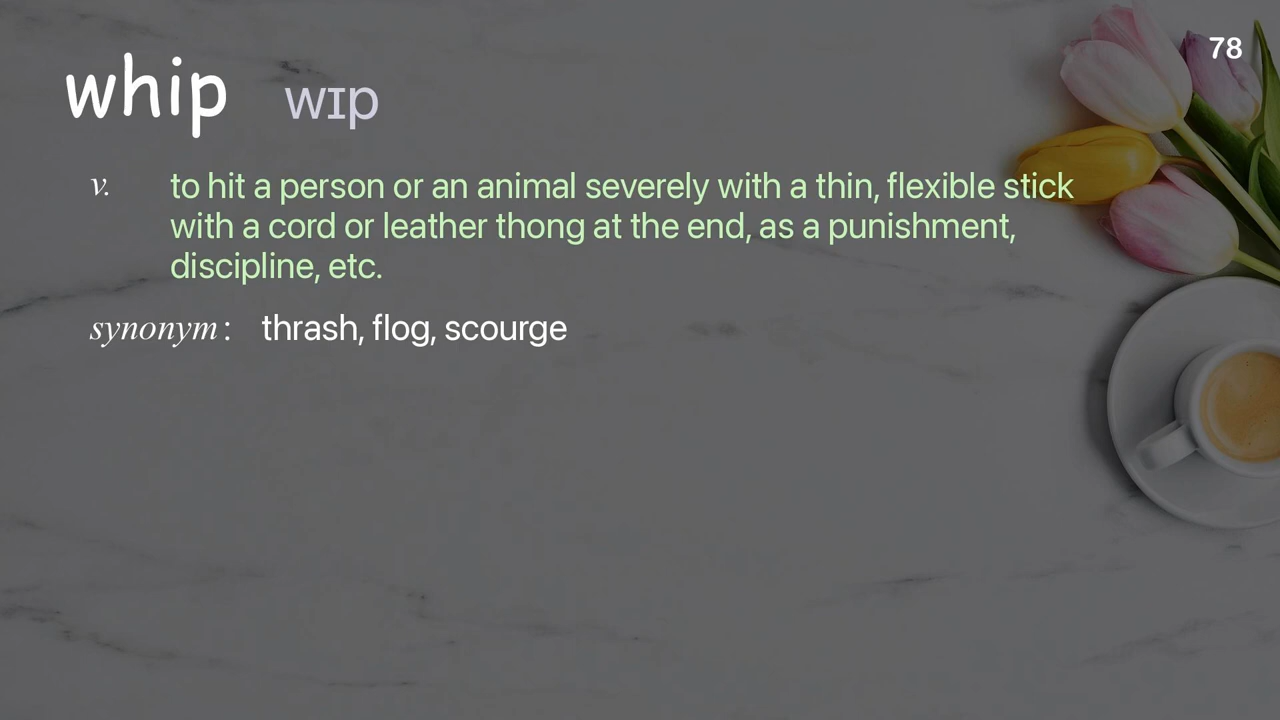 78
whip wɪp
v. to hit a person or an animal severely with a thin, flexible stick
with a cord or leather thong at the end, as a punishment,
discipline, etc.
synonym : thrash, flog, scourge